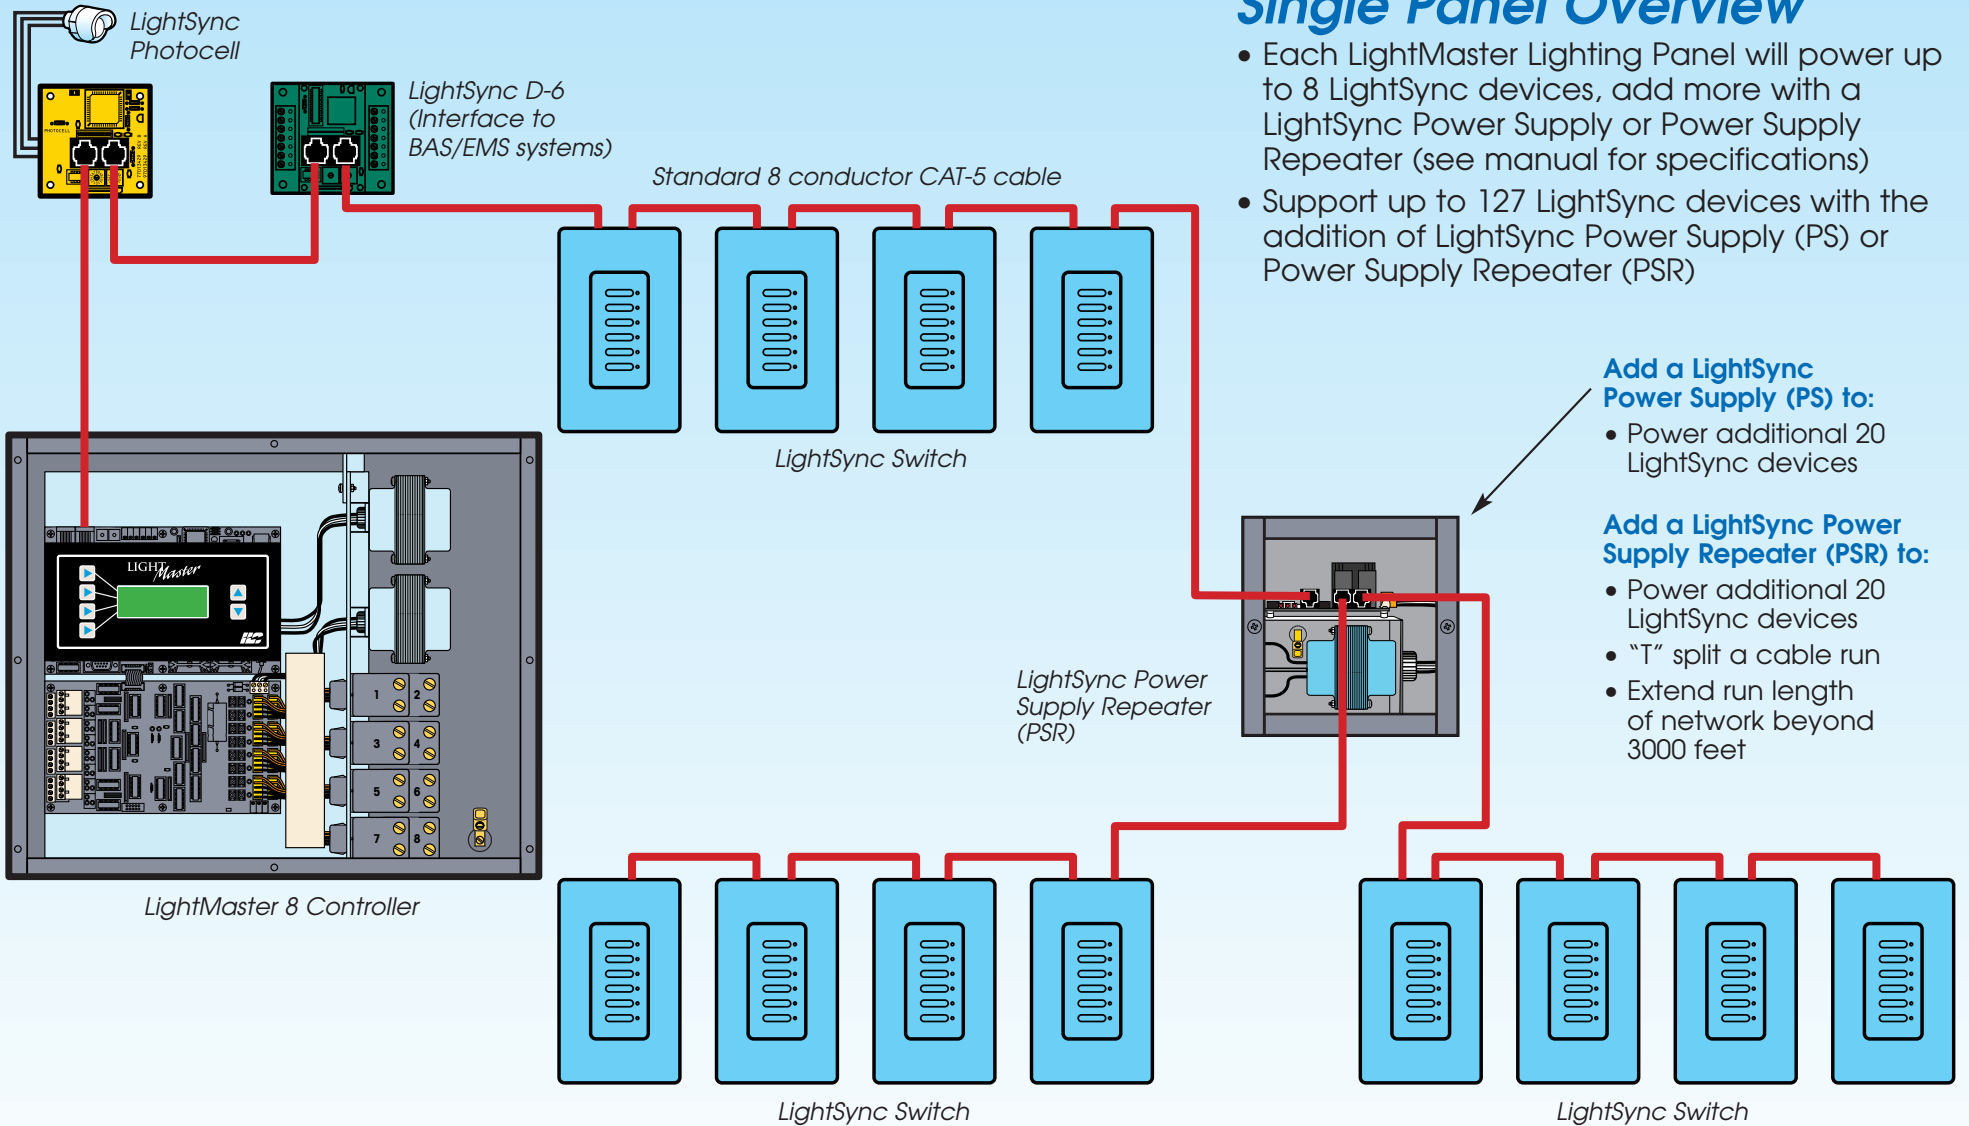 Single Panel Overview
• Each LightMaster Lighting Panel will power up
to 8 LightSync devices, add more with a
LightSync Power Supply or Power Supply
Repeater (see manual for specifications)
• Support up to 127 LightSync devices with the
addition of LightSync Power Supply (PS) or
Power Supply Repeater (PSR)
LightSync
Photocell
PHOTOCELL
LightSync D-6
(Interface to
BAS/EMS systems)
Standard 8 conductor CAT-5 cable
LightSync Switch
Add a LightSync
Power Supply (PS) to:
• Power additional 20
LightSync devices
Add a LightSync Power
Supply Repeater (PSR) to:
• Power additional 20
LightSync devices
• “T” split a cable run
• Extend run length
of network beyond
3000 feet
LIGHT Master
ILC
1 2
3 4
5 6
7 8
LightMaster 8 Controller
LightSync Power
Supply Repeater
(PSR)
LightSync Switch
LightSync Switch